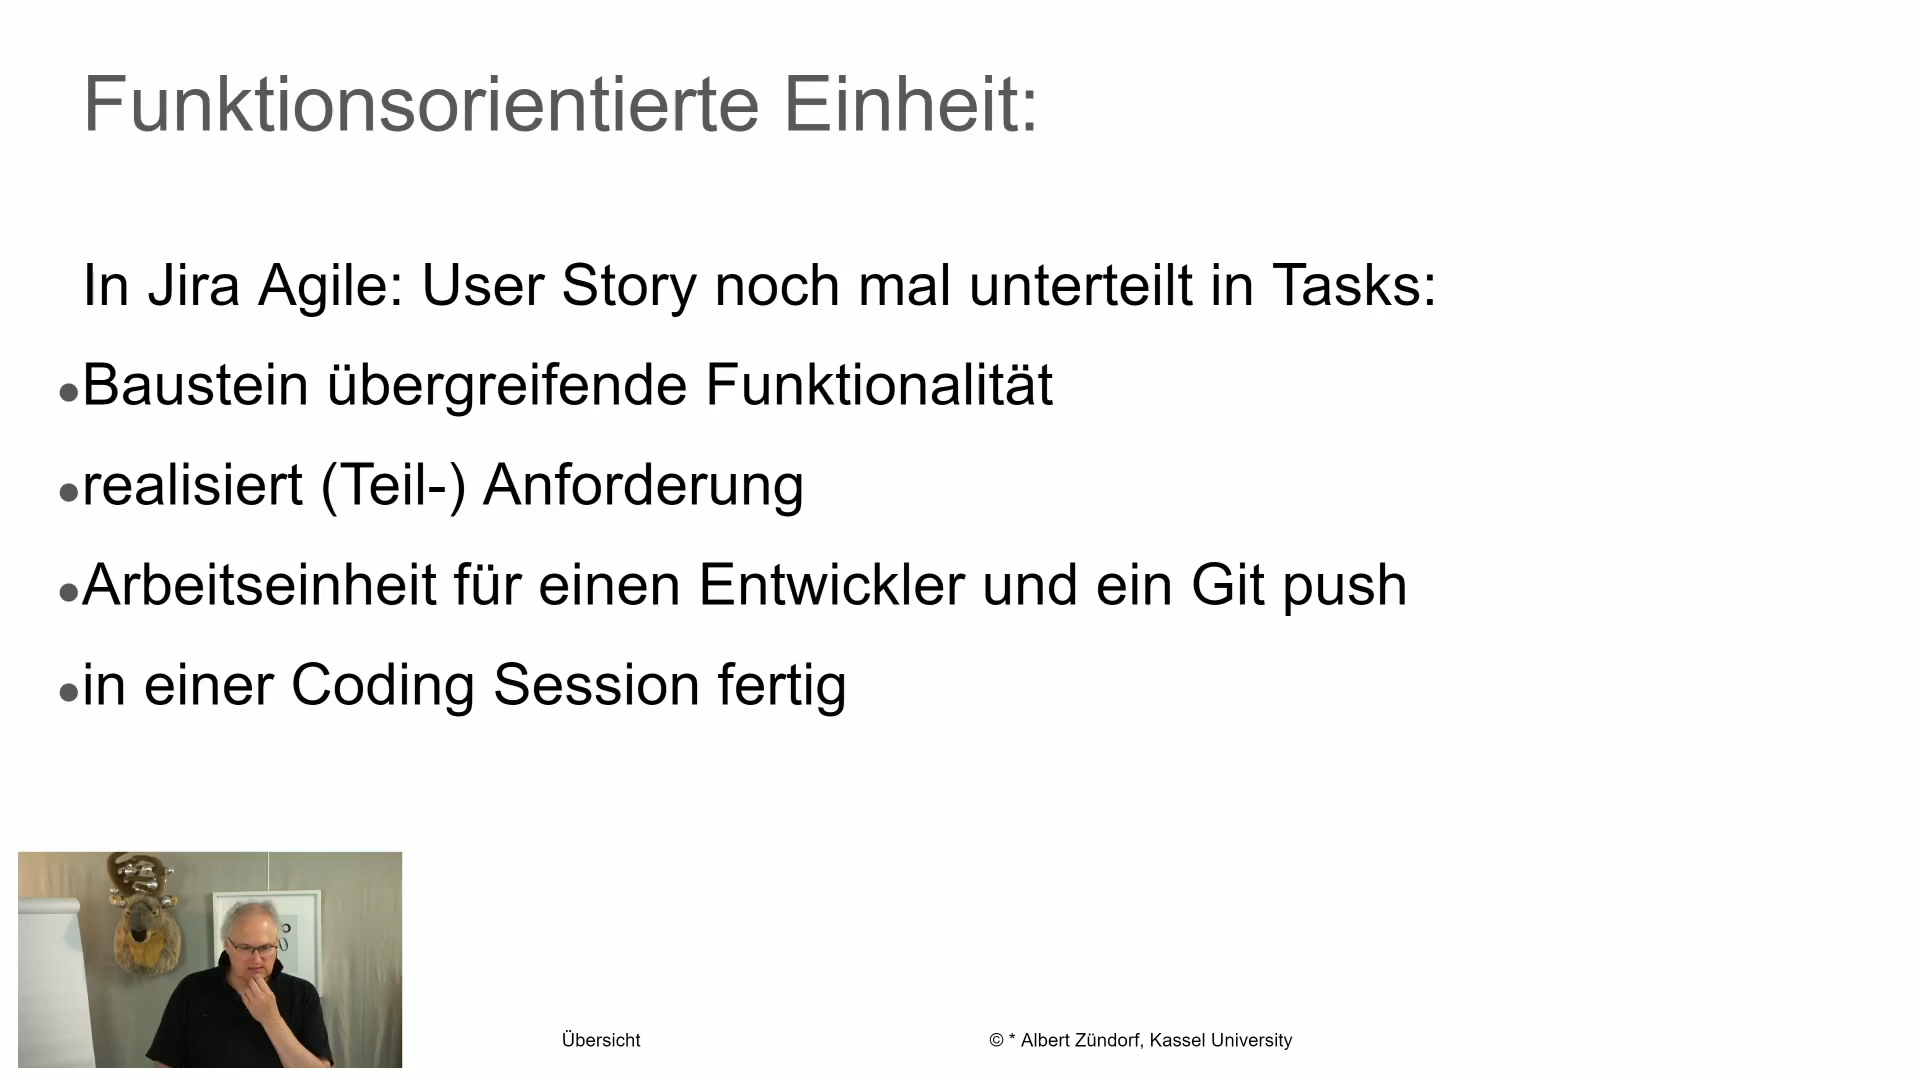 Funktionsorientierte Einheit:
In Jira Agile: User Story noch mal unterteilt in Tasks:
●Baustein übergreifende Funktionalität
●realisiert (Teil-) Anforderung
●Arbeitseinheit für einen Entwickler und ein Git push
●in einer Coding Session fertig
Übersicht
© * Albert Zündorf, Kassel University